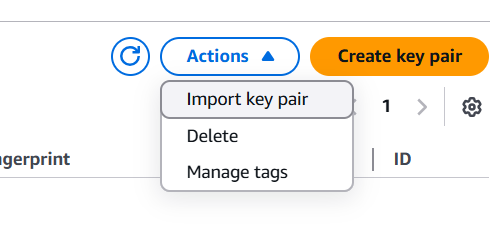 Actions
Create key pair
Import key pair
1
Delete
ngerprint
ID
Manage tags